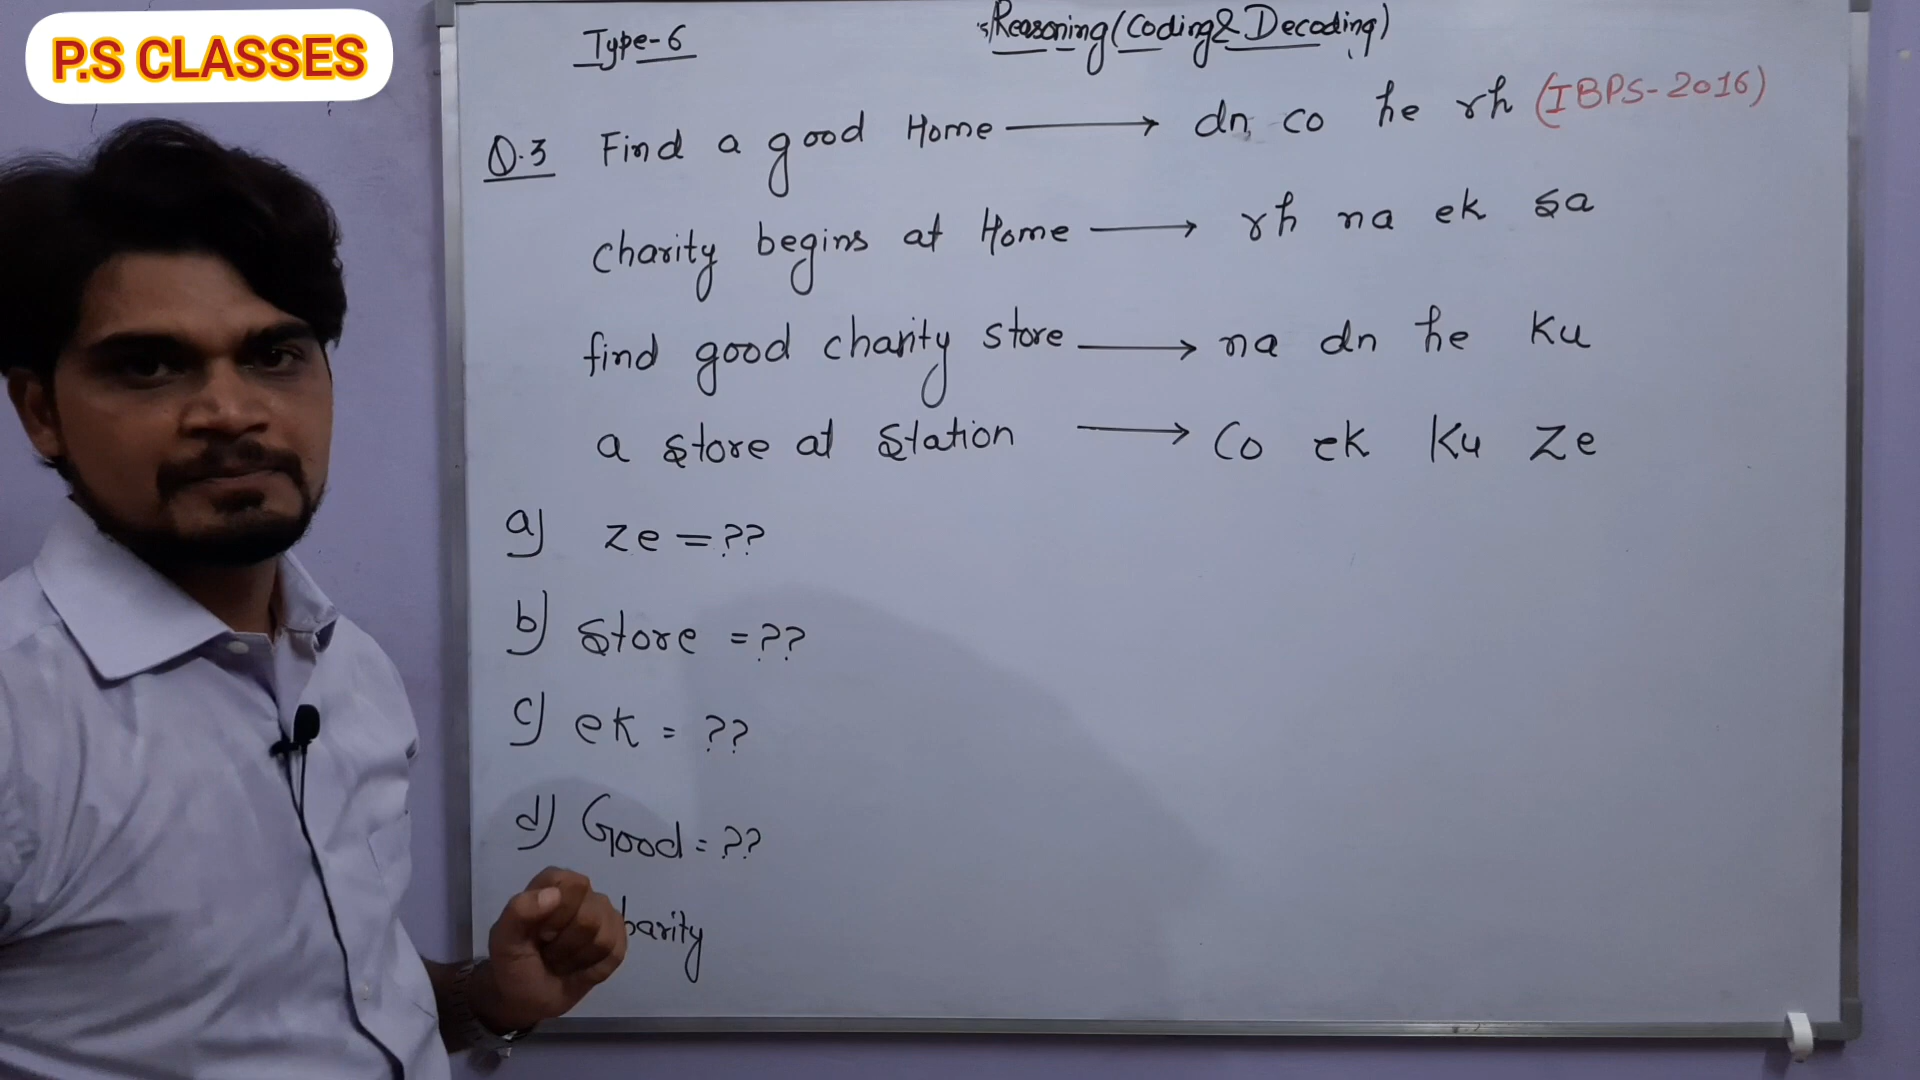 P.S CLASSES
Type-6
Reasoning (Coding & Decoding)
Q.3 Find a good Home → dn, co he rh (IBPS-2016)
charity begins at Home → rh na ek sa
find good charity store → na dn he Ku
a store at station → Co ek Ku Ze
a) ze = ??
b) store = ??
c) ek = ??
d) Good = ??